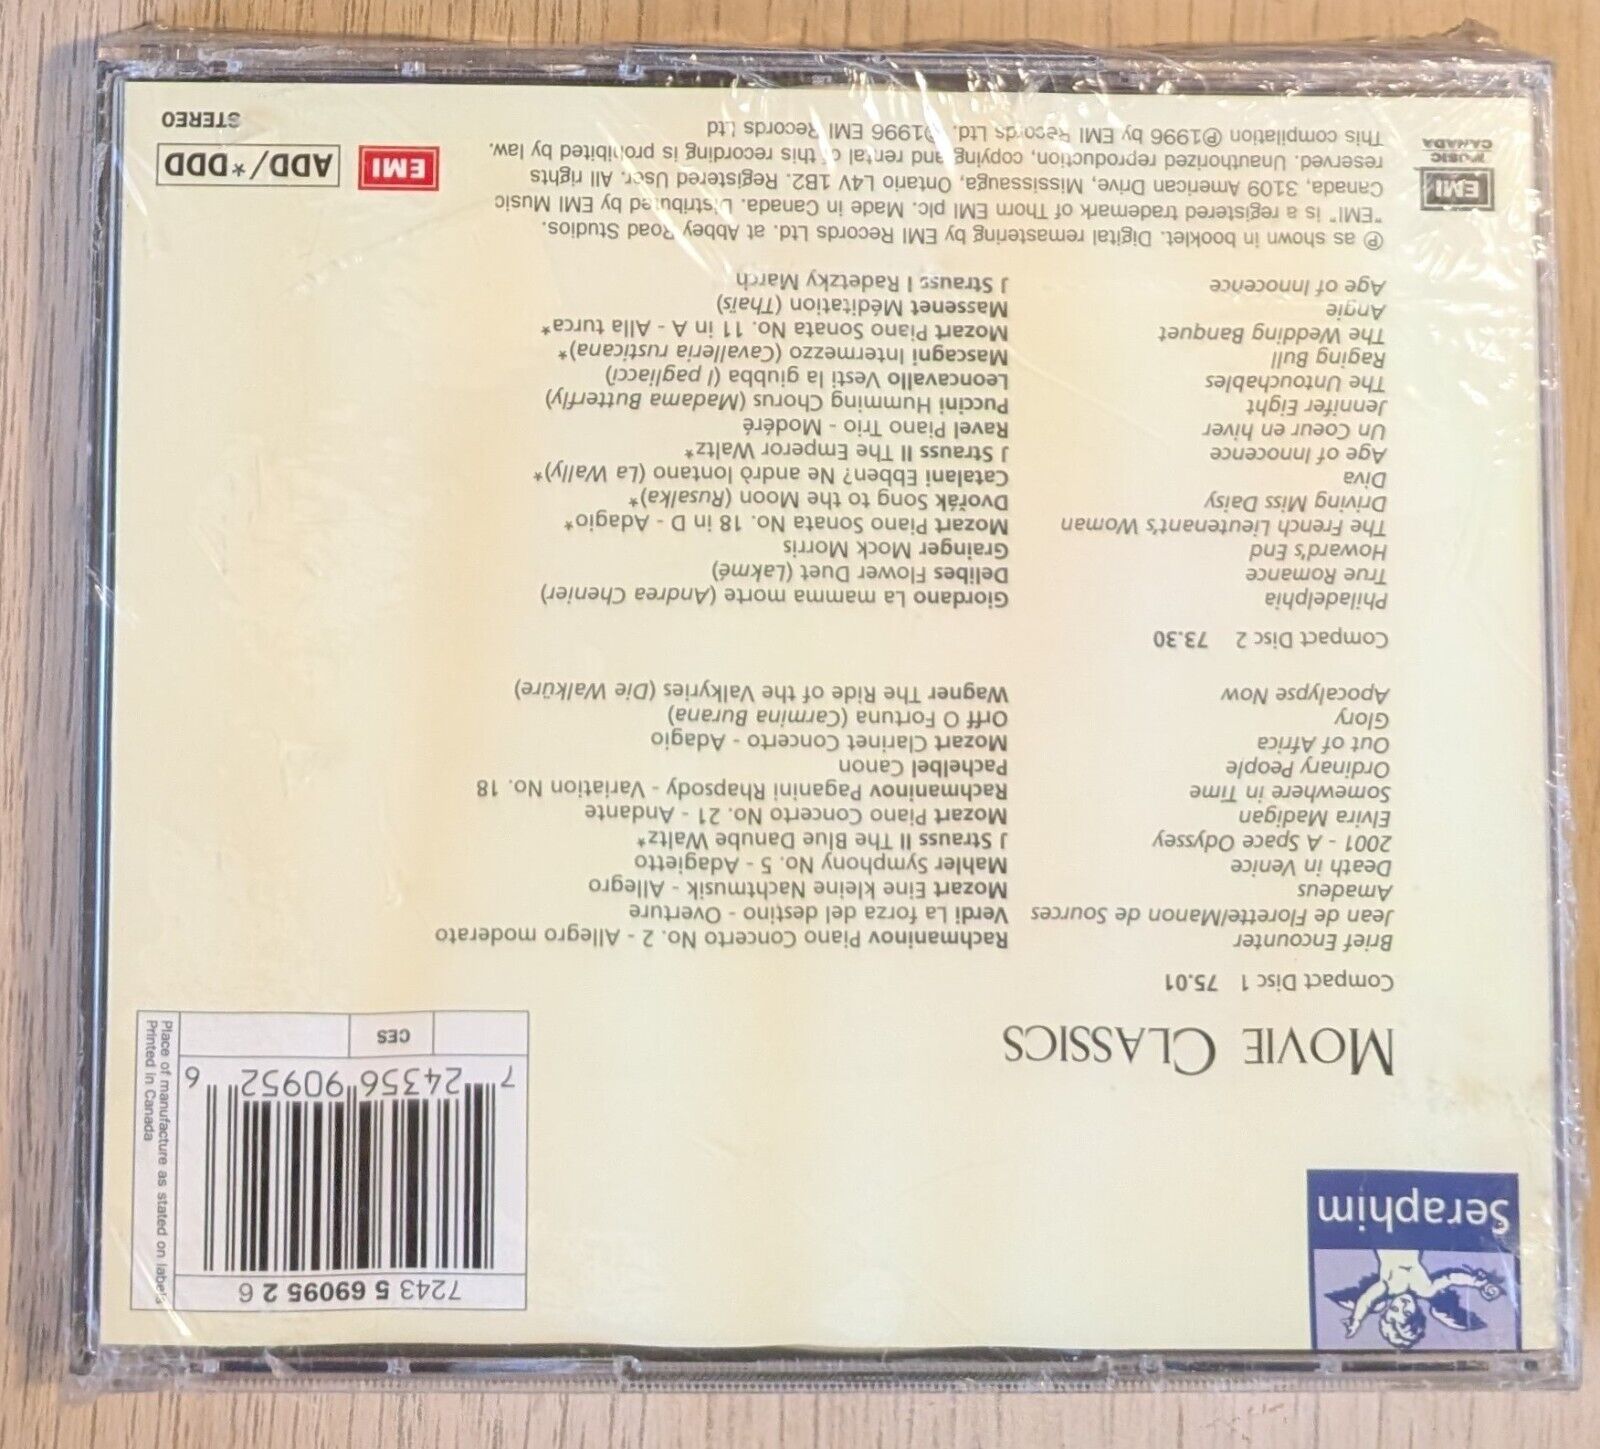 Seraphim
7243 5 69095 2 6
7 24356 90952 6
CES
Place of manufacture as stated on labels
Printed in Canada
MOVIE CLASSICS
Compact Disc 1 75.01
Brief Encounter Rachmaninov Piano Concerto No. 2 - Allegro moderato
Jean de Florette/Manon de Sources Verdi La forza del destino - Overture
Amadeus Mozart Eine kleine Nachtmusik - Allegro
Death in Venice Mahler Symphony No. 5 - Adagietto
2001 - A Space Odyssey J Strauss II The Blue Danube Waltz*
Elvira Madigan Mozart Piano Concerto No. 21 - Andante
Somewhere in Time Rachmaninov Paganini Rhapsody - Variation No. 18
Ordinary People Pachelbel Canon
Out of Africa Mozart Clarinet Concerto - Adagio
Glory Orff O Fortuna (Carmina Burana)
Apocalypse Now Wagner The Ride of the Valkyries (Die Walküre)
Compact Disc 2 73.30
Philadelphia Giordano La mamma morte (Andrea Chenier)
True Romance Delibes Flower Duet (Lakmé)
Howard's End Grainger Mock Morris
The French Lieutenant's Woman Mozart Piano Sonata No. 18 in D - Adagio*
Driving Miss Daisy Dvořák Song to the Moon (Rusalka)*
Diva Catalani Ebben? Ne andrò lontano (La Wally)*
Age of Innocence J Strauss II The Emperor Waltz*
Un Coeur en hiver Ravel Piano Trio - Modéré
Jennifer Eight Puccini Humming Chorus (Madama Butterfly)
The Untouchables Leoncavallo Vesti la giubba (I pagliacci)
Raging Bull Mascagni Intermezzo (Cavalleria rusticana)*
The Wedding Banquet Mozart Piano Sonata No. 11 in A - Alla turca*
Angie Massenet Méditation (Thaïs)
Age of Innocence J Strauss I Radetzky March
℗ as shown in booklet. Digital remastering by EMI Records Ltd. at Abbey Road Studios.
"EMI" is a registered trademark of Thorn EMI plc. Made in Canada. Distributed by EMI Music
Canada, 3109 American Drive, Mississauga, Ontario L4V 1B2. Registered User. All rights
reserved. Unauthorized reproduction, copying and rental of this recording is prohibited by law.
This compilation ℗1996 by EMI Records Ltd. ©1996 EMI Records Ltd
EMI
MUSIC
CANADA
EMI
ADD/*DDD
STEREO